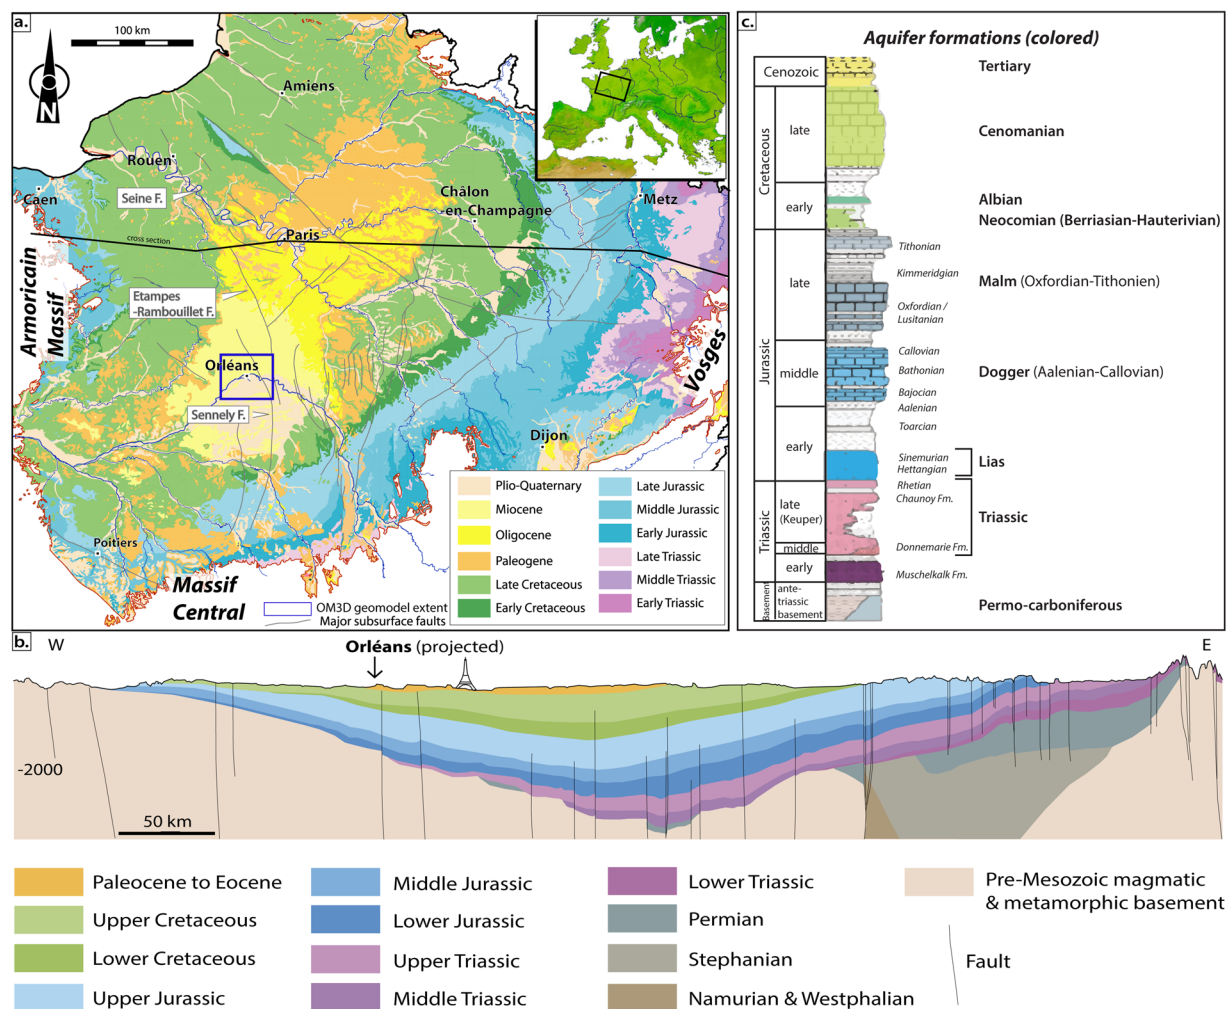 a.
100 km
N
Amiens
Rouen
Seine F.
Caen
Châlon
-en-Champagne
Metz
cross section
Paris
Armorican
Massif
Etampes
-Rambouillet F.
Orléans
Sennely F.
Vosges
Dijon
Poitiers
Massif
Central
Plio-Quaternary
Miocene
Oligocene
Paleogene
Late Cretaceous
Early Cretaceous
Late Jurassic
Middle Jurassic
Early Jurassic
Late Triassic
Middle Triassic
Early Triassic
OM3D geomodel extent
Major subsurface faults
c.
Aquifer formations (colored)
Cenozoic
Tertiary
Cretaceous
late
Cenomanian
early
Albian
Neocomian (Berriasian-Hauterivian)
Jurassic
late
Tithonian
Kimmeridgian
Malm (Oxfordian-Tithonien)
Oxfordian /
Lusitanian
middle
Callovian
Bathonian
Dogger (Aalenian-Callovian)
Bajocian
Aalenian
early
Toarcian
Sinemurian
Hettangian
Lias
Triassic
Rhetian
late
(Keuper)
Chaunoy Fm.
Triassic
middle
Donnemarie Fm.
early
Muschelkalk Fm.
Basement
ante-
triassic
basement
Permo-carboniferous
b.
W
Orléans (projected)
E
-2000
50 km
Paleocene to Eocene
Upper Cretaceous
Lower Cretaceous
Upper Jurassic
Middle Jurassic
Lower Jurassic
Upper Triassic
Middle Triassic
Lower Triassic
Permian
Stephanian
Namurian & Westphalian
Pre-Mesozoic magmatic
& metamorphic basement
Fault